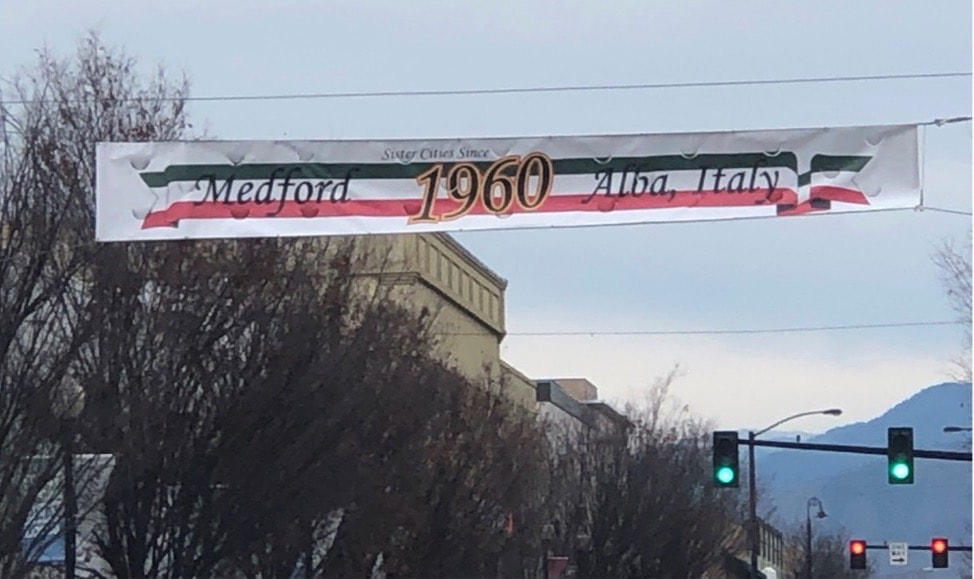 Sister Cities Since
Medford 1960 Alba, Italy